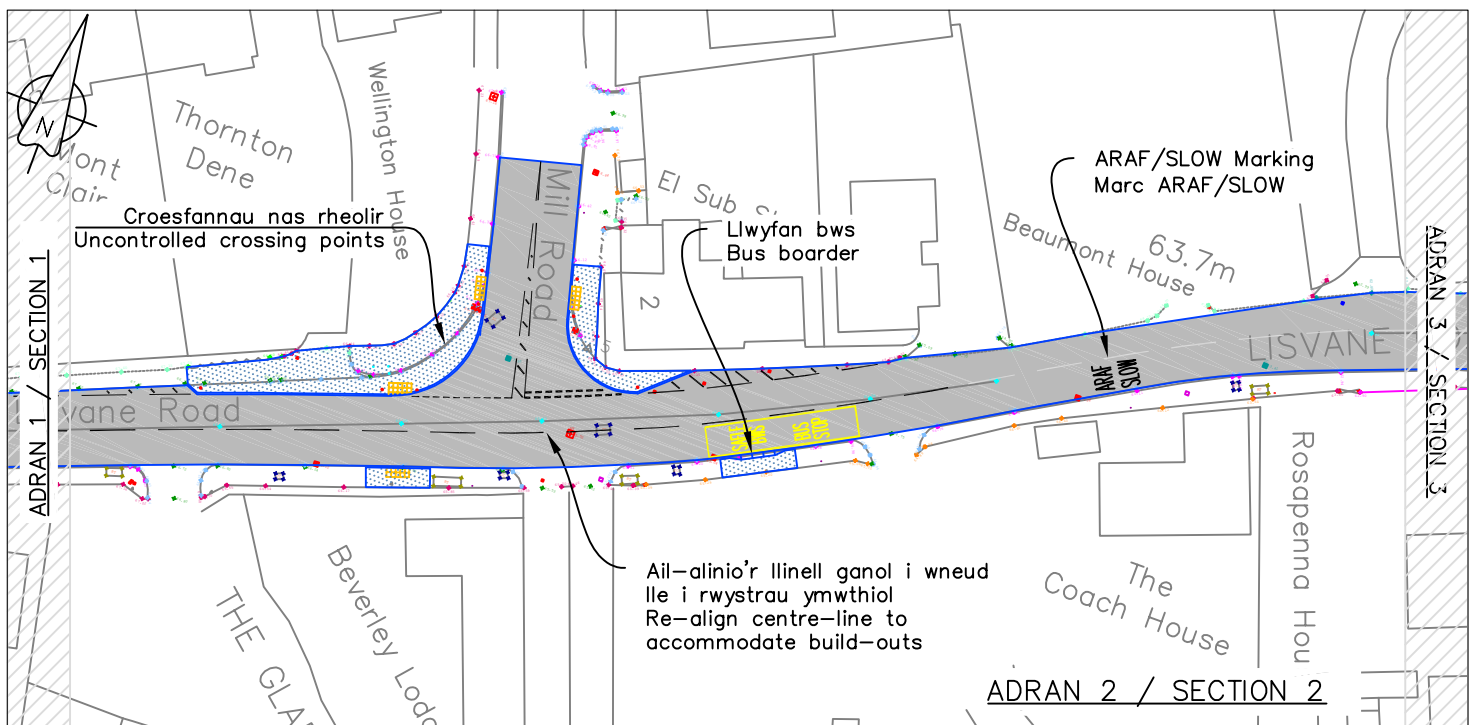 N
Mont
Clair
Thornton
Dene
Wellington House
Croesfannau nas rheolir
Uncontrolled crossing points
ADRAN 1 / SECTION 1
Mill
Road
El Sub
2
5
Llwyfan bws
Bus boarder
ARAF/SLOW Marking
Marc ARAF/SLOW
Beaumont House
63.7m
ADRAN 3 / SECTION 3
LISVANE
ARAF
SLOW
vane Road
BWS
BUS
STOP
Ail-alinio'r llinell ganol i wneud
lle i rwystrau ymwthiol
Re-align centre-line to
accommodate build-outs
Beverley Lodg
THE GLA
The
Coach House
Rosapenna Hou
ADRAN 2 / SECTION 2